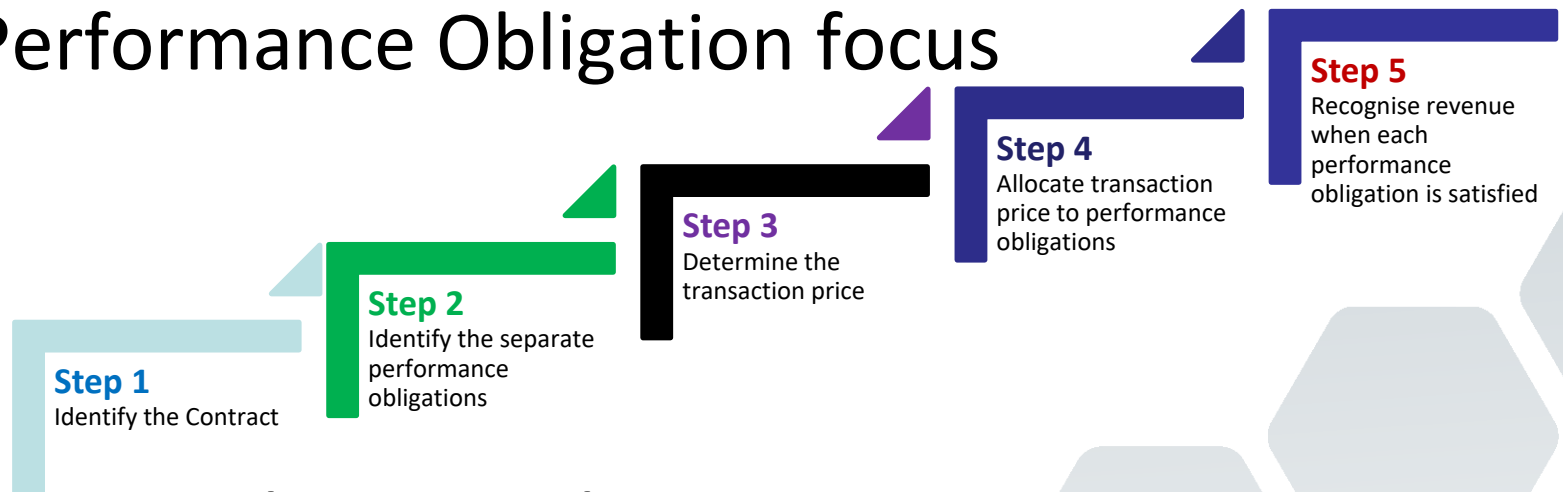 Performance Obligation focus
Step 1
Identify the Contract
Step 2
Identify the separate
performance
obligations
Step 3
Determine the
transaction price
Step 4
Allocate transaction
price to performance
obligations
Step 5
Recognise revenue
when each
performance
obligation is satisfied